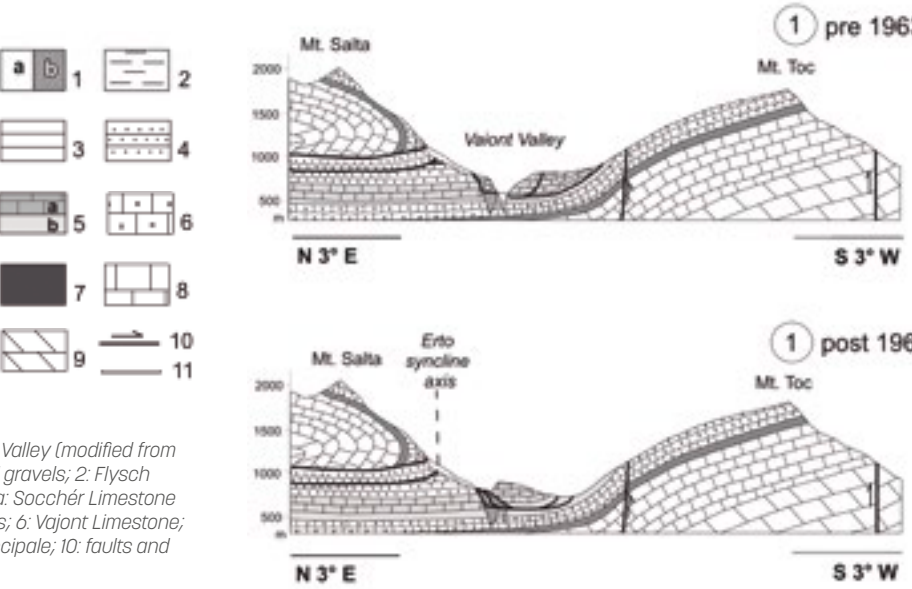 a b 1
2
3
4
5 a
b
6
7
8
9
10
11
Valley (modified from
gravels; 2: Flysch
a: Socchér Limestone
s; 6: Vajont Limestone;
cipale; 10: faults and
1 pre 1963
Mt. Salta
Mt. Toc
Vaiont Valley
2000
1500
1000
500
m
N 3° E
S 3° W
1 post 196
Erto
syncline
axis
Mt. Salta
Mt. Toc
2000
1500
1000
500
m
N 3° E
S 3° W